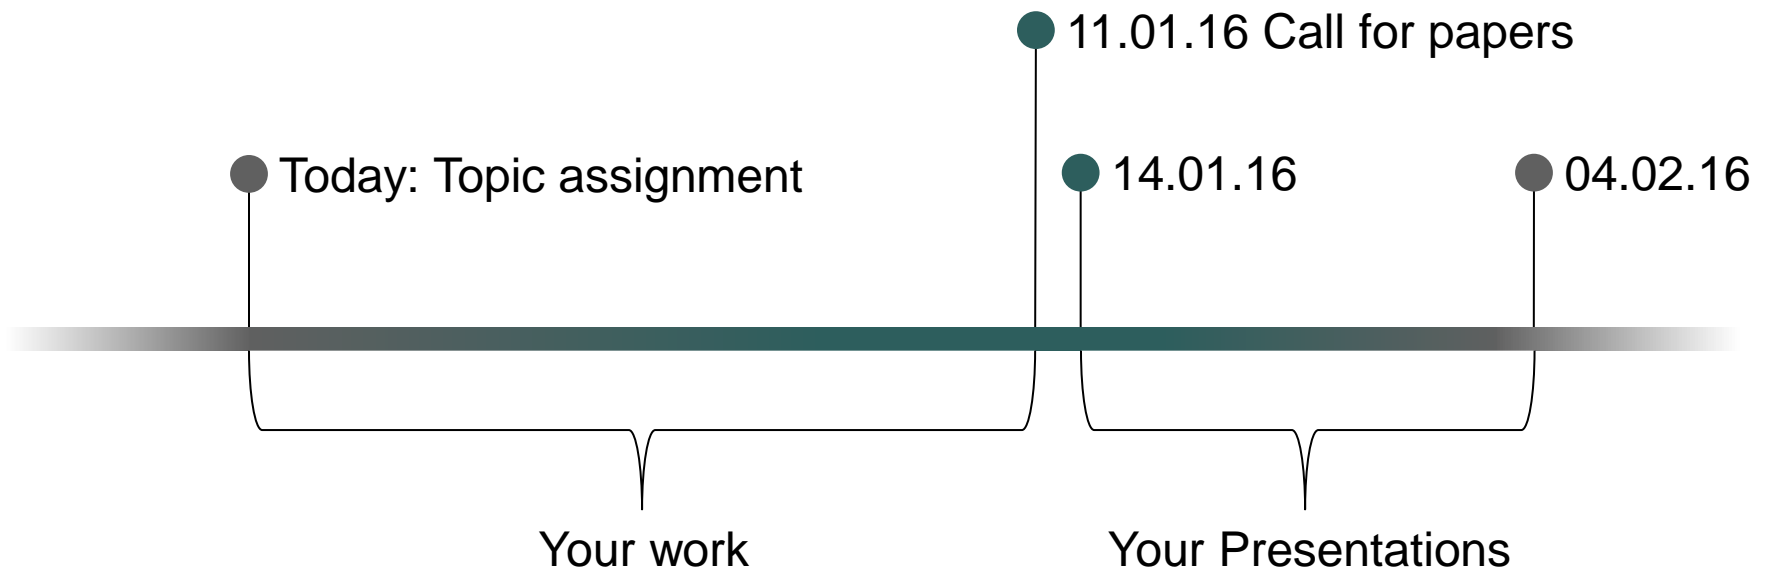 11.01.16 Call for papers
Today: Topic assignment
14.01.16
04.02.16
Your work
Your Presentations